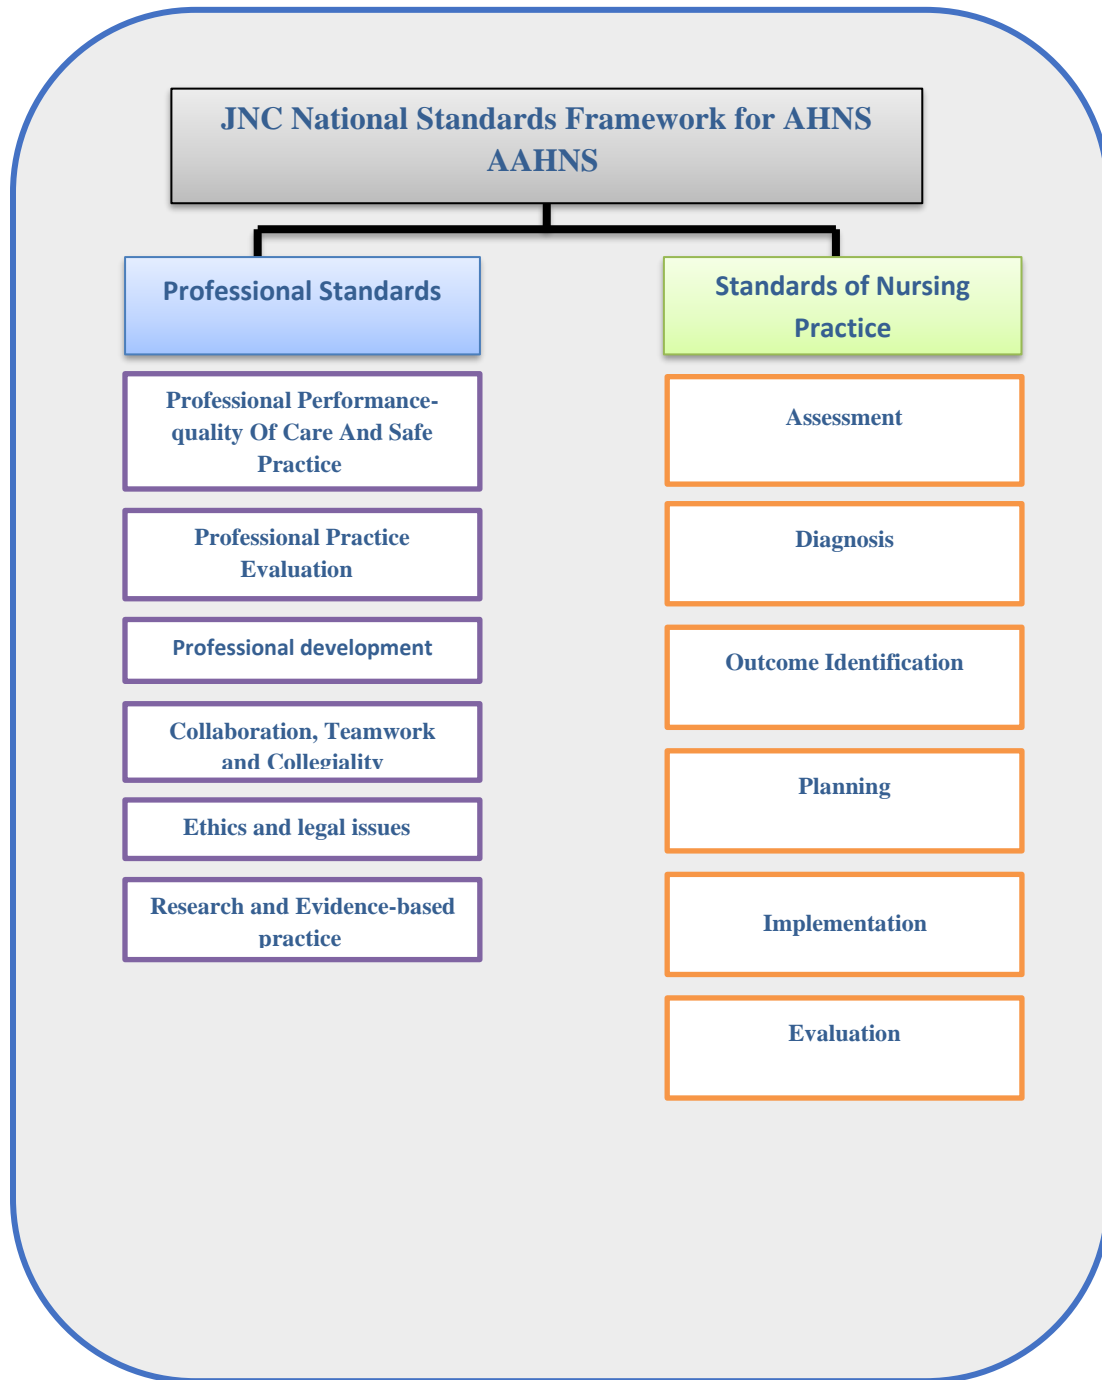 JNC National Standards Framework for AHNS
AAHNS
Professional Standards
Professional Performance-
quality Of Care And Safe
Practice
Professional Practice
Evaluation
Professional development
Collaboration, Teamwork
and Collegiality
Ethics and legal issues
Research and Evidence-based
practice
Standards of Nursing
Practice
Assessment
Diagnosis
Outcome Identification
Planning
Implementation
Evaluation